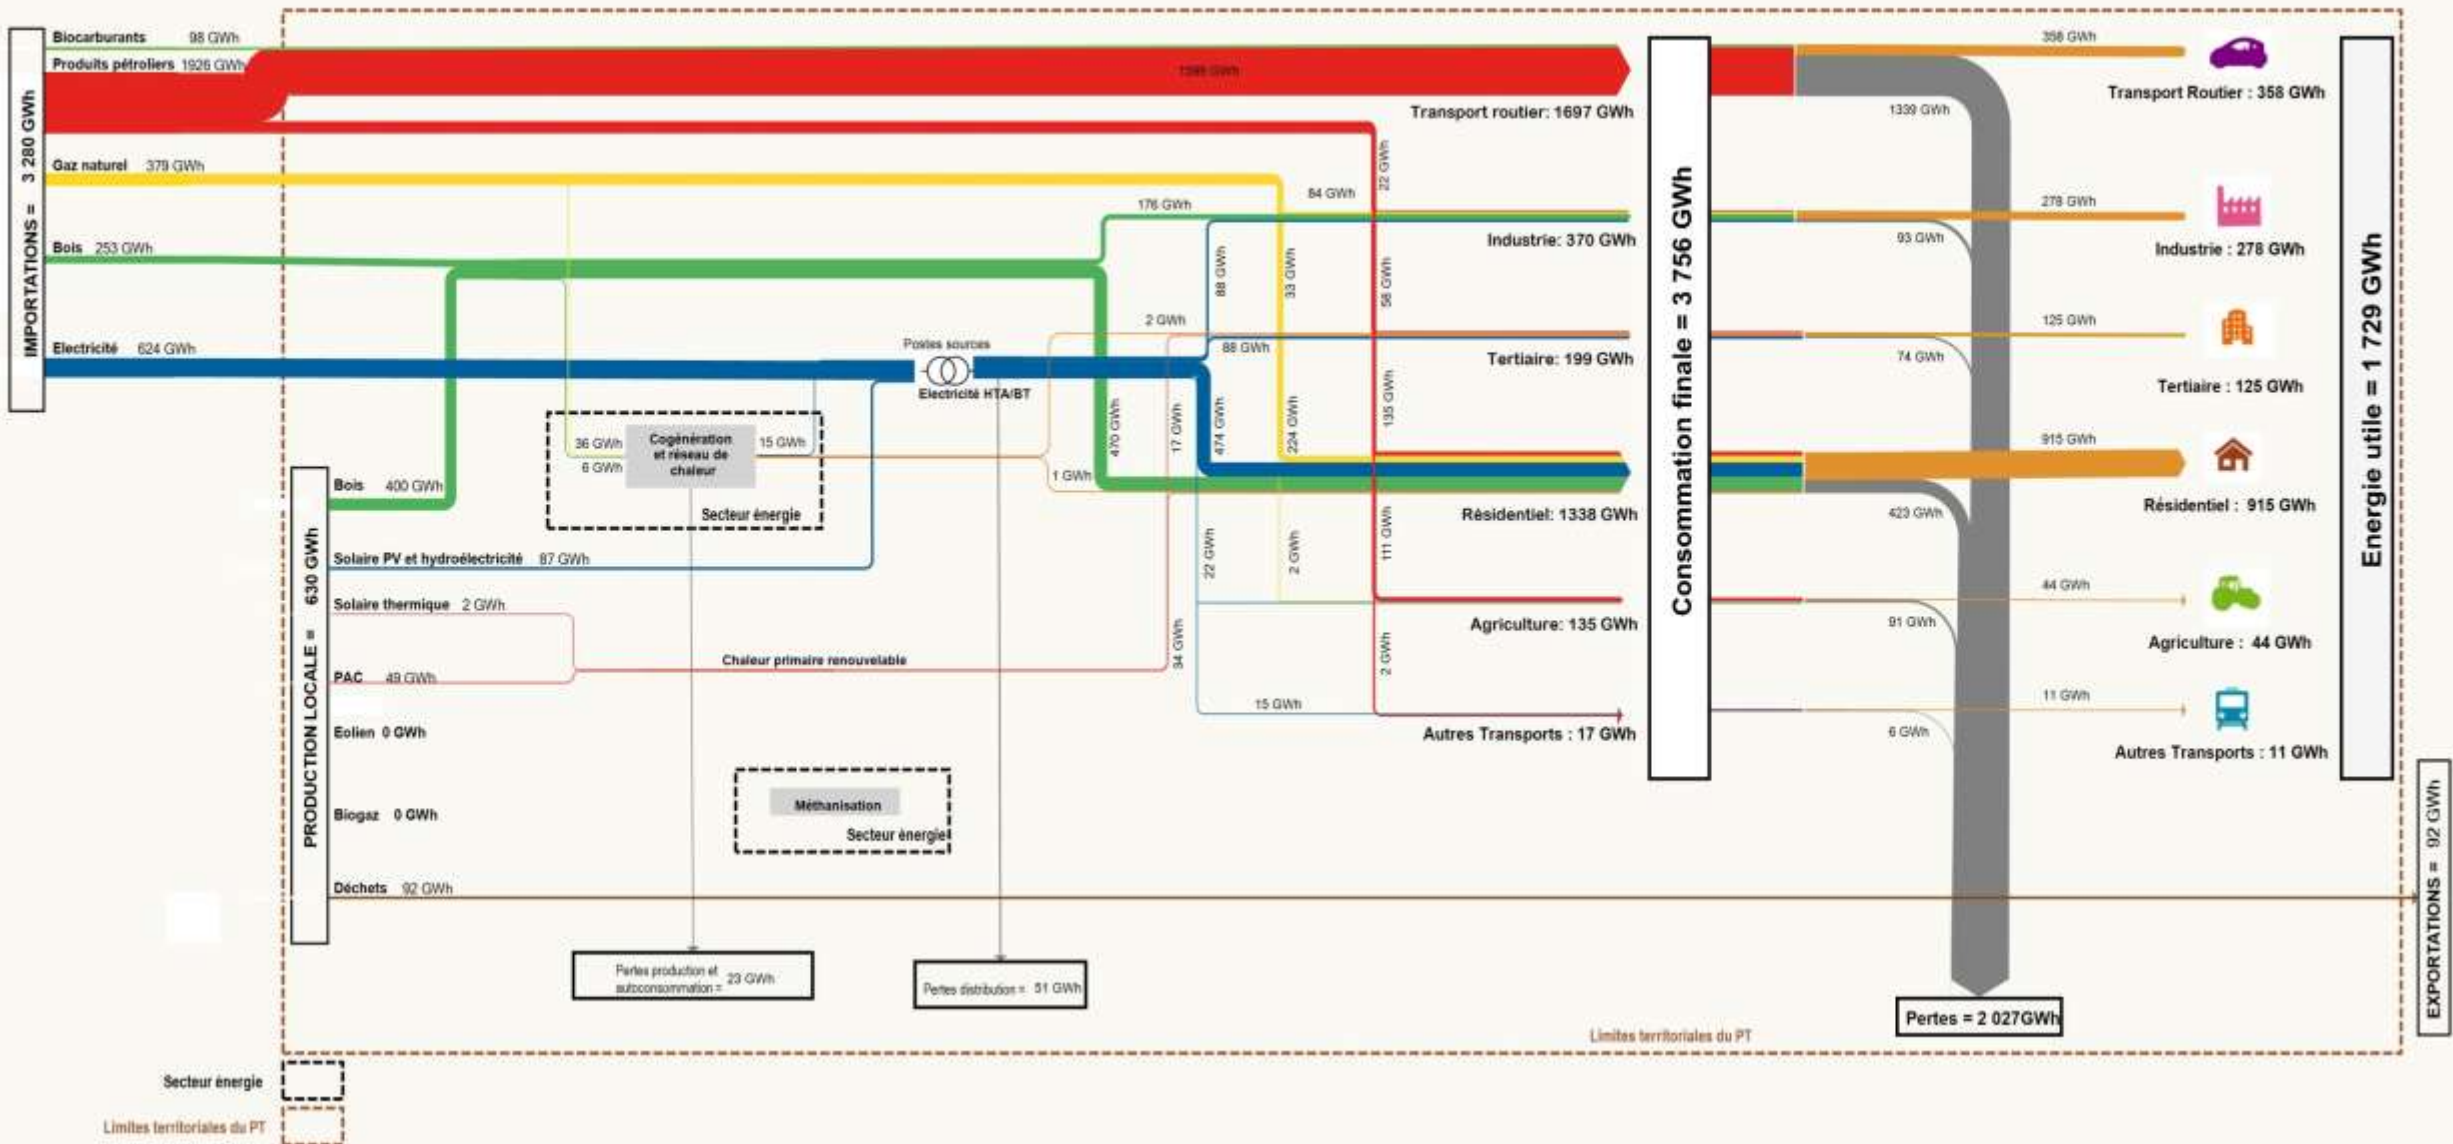 IMPORTATIONS = 3 280 GWh
Biocarburants 98 GWh
Produits pétroliers 1926 GWh
Gaz naturel 379 GWh
Bois 253 GWh
Electricité 624 GWh
PRODUCTION LOCALE = 630 GWh
Bois 400 GWh
Solaire PV et hydroélectricité 87 GWh
Solaire thermique 2 GWh
PAC 49 GWh
Eolien 0 GWh
Biogaz 0 GWh
Déchets 92 GWh
36 GWh
6 GWh
Cogénération
et réseau de
chaleur
15 GWh
Secteur énergie
Postes sources
Electricité HTA/BT
Chaleur primaire renouvelable
Méthanisation
Secteur énergie
Pertes production et
autoconsommation = 23 GWh
Pertes distribution = 51 GWh
176 GWh
84 GWh
22 GWh
88 GWh
33 GWh
56 GWh
2 GWh
88 GWh
1 GWh
470 GWh
17 GWh
474 GWh
224 GWh
135 GWh
22 GWh
2 GWh
111 GWh
34 GWh
2 GWh
15 GWh
Transport routier: 1697 GWh
Industrie: 370 GWh
Tertiaire: 199 GWh
Résidentiel: 1338 GWh
Agriculture: 135 GWh
Autres Transports : 17 GWh
Consommation finale = 3 756 GWh
358 GWh
1339 GWh
Transport Routier : 358 GWh
278 GWh
93 GWh
Industrie : 278 GWh
125 GWh
74 GWh
Tertiaire : 125 GWh
915 GWh
423 GWh
Résidentiel : 915 GWh
44 GWh
91 GWh
Agriculture : 44 GWh
11 GWh
6 GWh
Autres Transports : 11 GWh
Energie utile = 1 729 GWh
EXPORTATIONS = 92 GWh
Pertes = 2 027GWh
Limites territoriales du PT
Secteur énergie
Limites territoriales du PT